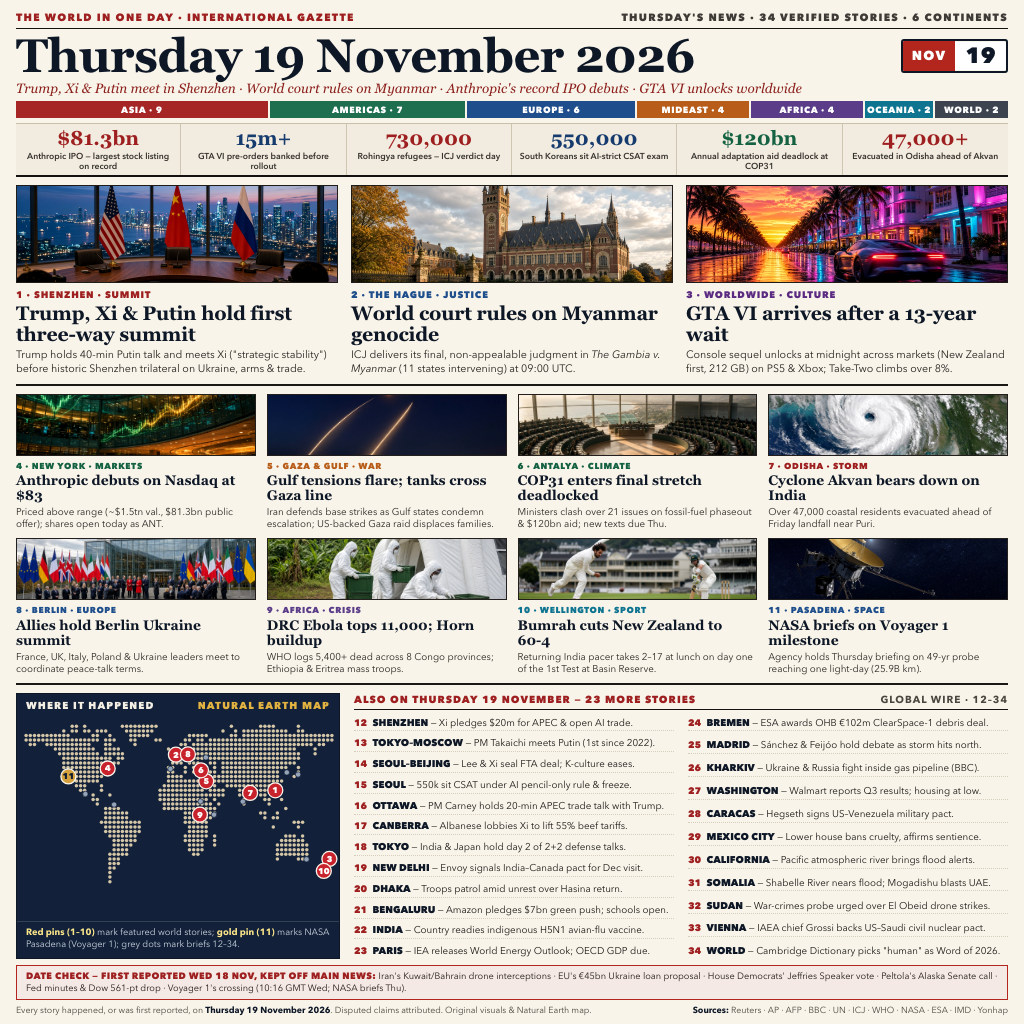 THE WORLD IN ONE DAY · INTERNATIONAL GAZETTE
THURSDAY'S NEWS · 34 VERIFIED STORIES · 6 CONTINENTS
Thursday 19 November 2026
NOV 19
Trump, Xi & Putin meet in Shenzhen · World court rules on Myanmar · Anthropic's record IPO debuts · GTA VI unlocks worldwide
ASIA · 9
AMERICAS · 7
EUROPE · 6
MIDEAST · 4
AFRICA · 4
OCEANIA · 2
WORLD · 2
$81.3bn
Anthropic IPO – largest stock listing
on record
15m+
GTA VI pre-orders banked before
rollout
730,000
Rohingya refugees – ICJ verdict day
550,000
South Koreans sit AI-strict CSAT exam
$120bn
Annual adaptation aid deadlock at
COP31
47,000+
Evacuated in Odisha ahead of Akvan
1 · SHENZHEN · SUMMIT
Trump, Xi & Putin hold first
three-way summit
Trump holds 40-min Putin talk and meets Xi ("strategic stability")
before historic Shenzhen trilateral on Ukraine, arms & trade.
2 · THE HAGUE · JUSTICE
World court rules on Myanmar
genocide
ICJ delivers its final, non-appealable judgment in The Gambia v.
Myanmar (11 states intervening) at 09:00 UTC.
3 · WORLDWIDE · CULTURE
GTA VI arrives after a 13-year
wait
Console sequel unlocks at midnight across markets (New Zealand
first, 212 GB) on PS5 & Xbox; Take-Two climbs over 8%.
4 · NEW YORK · MARKETS
Anthropic debuts on Nasdaq at
$83
Priced above range (~$1.5tn val., $81.3bn public
offer); shares open today as ANT.
5 · GAZA & GULF · WAR
Gulf tensions flare; tanks cross
Gaza line
Iran defends base strikes as Gulf states condemn
escalation; US-backed Gaza raid displaces families.
6 · ANTALYA · CLIMATE
COP31 enters final stretch
deadlocked
Ministers clash over 21 issues on fossil-fuel phaseout
& $120bn aid; new texts due Thu.
7 · ODISHA · STORM
Cyclone Akvan bears down on
India
Over 47,000 coastal residents evacuated ahead of
Friday landfall near Puri.
8 · BERLIN · EUROPE
Allies hold Berlin Ukraine
summit
France, UK, Italy, Poland & Ukraine leaders meet to
coordinate peace-talk terms.
9 · AFRICA · CRISIS
DRC Ebola tops 11,000; Horn
buildup
WHO logs 5,400+ dead across 8 Congo provinces;
Ethiopia & Eritrea mass troops.
10 · WELLINGTON · SPORT
Bumrah cuts New Zealand to
60-4
Returning India pacer takes 2–17 at lunch on day one
of the 1st Test at Basin Reserve.
11 · PASADENA · SPACE
NASA briefs on Voyager 1
milestone
Agency holds Thursday briefing on 49-yr probe
reaching one light-day (25.9B km).
WHERE IT HAPPENED
NATURAL EARTH MAP
11
4
2
8
6
5
7
1
9
3
10
Red pins (1–10) mark featured world stories; gold pin (11) marks NASA
Pasadena (Voyager 1); grey dots mark briefs 12–34.
ALSO ON THURSDAY 19 NOVEMBER — 23 MORE STORIES
GLOBAL WIRE · 12–34
12 SHENZHEN – Xi pledges $20m for APEC & open AI trade.
13 TOKYO-MOSCOW – PM Takaichi meets Putin (1st since 2022).
14 SEOUL-BEIJING – Lee & Xi seal FTA deal; K-culture eases.
15 SEOUL – 550k sit CSAT under AI pencil-only rule & freeze.
16 OTTAWA – PM Carney holds 20-min APEC trade talk with Trump.
17 CANBERRA – Albanese lobbies Xi to lift 55% beef tariffs.
18 TOKYO – India & Japan hold day 2 of 2+2 defense talks.
19 NEW DELHI – Envoy signals India–Canada pact for Dec visit.
20 DHAKA – Troops patrol amid unrest over Hasina return.
21 BENGALURU – Amazon pledges $7bn green push; schools open.
22 INDIA – Country readies indigenous H5N1 avian-flu vaccine.
23 PARIS – IEA releases World Energy Outlook; OECD GDP due.
24 BREMEN – ESA awards OHB €102m ClearSpace-1 debris deal.
25 MADRID – Sánchez & Feijóo hold debate as storm hits north.
26 KHARKIV – Ukraine & Russia fight inside gas pipeline (BBC).
27 WASHINGTON – Walmart reports Q3 results; housing at low.
28 CARACAS – Hegseth signs US–Venezuela military pact.
29 MEXICO CITY – Lower house bans cruelty, affirms sentience.
30 CALIFORNIA – Pacific atmospheric river brings flood alerts.
31 SOMALIA – Shabelle River nears flood; Mogadishu blasts UAE.
32 SUDAN – War-crimes probe urged over El Obeid drone strikes.
33 VIENNA – IAEA chief Grossi backs US-Saudi civil nuclear pact.
34 WORLD – Cambridge Dictionary picks "human" as Word of 2026.
DATE CHECK — FIRST REPORTED WED 18 NOV, KEPT OFF MAIN NEWS: Iran's Kuwait/Bahrain drone interceptions · EU's €45bn Ukraine loan proposal · House Democrats' Jeffries Speaker vote · Peltola's Alaska Senate call ·
Fed minutes & Dow 561-pt drop · Voyager 1's crossing (10:16 GMT Wed; NASA briefs Thu).
Every story happened, or was first reported, on Thursday 19 November 2026. Disputed claims attributed. Original visuals & Natural Earth map.
Sources: Reuters · AP · AFP · BBC · UN · ICJ · WHO · NASA · ESA · IMD · Yonhap